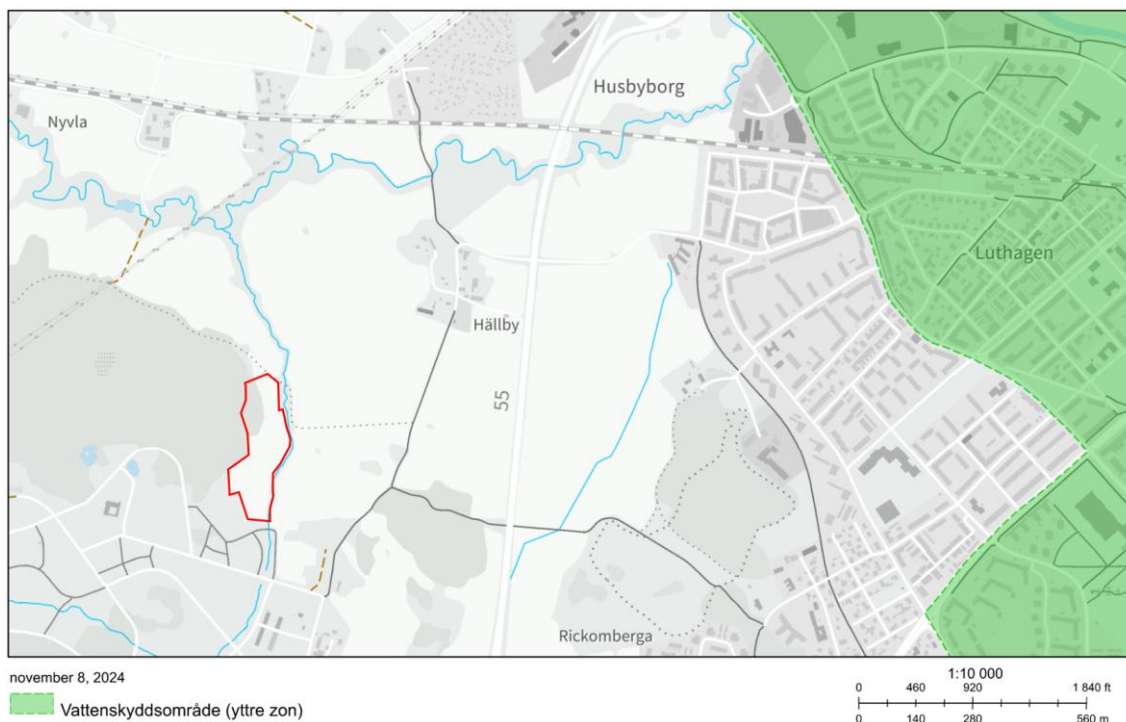 Husbyborg
Nyvla
Luthagen
Hällby
55
Rickomberga
november 8, 2024
Vattenskyddsområde (yttre zon)
1:10 000
0 460 920 1 840 ft
0 140 280 560 m